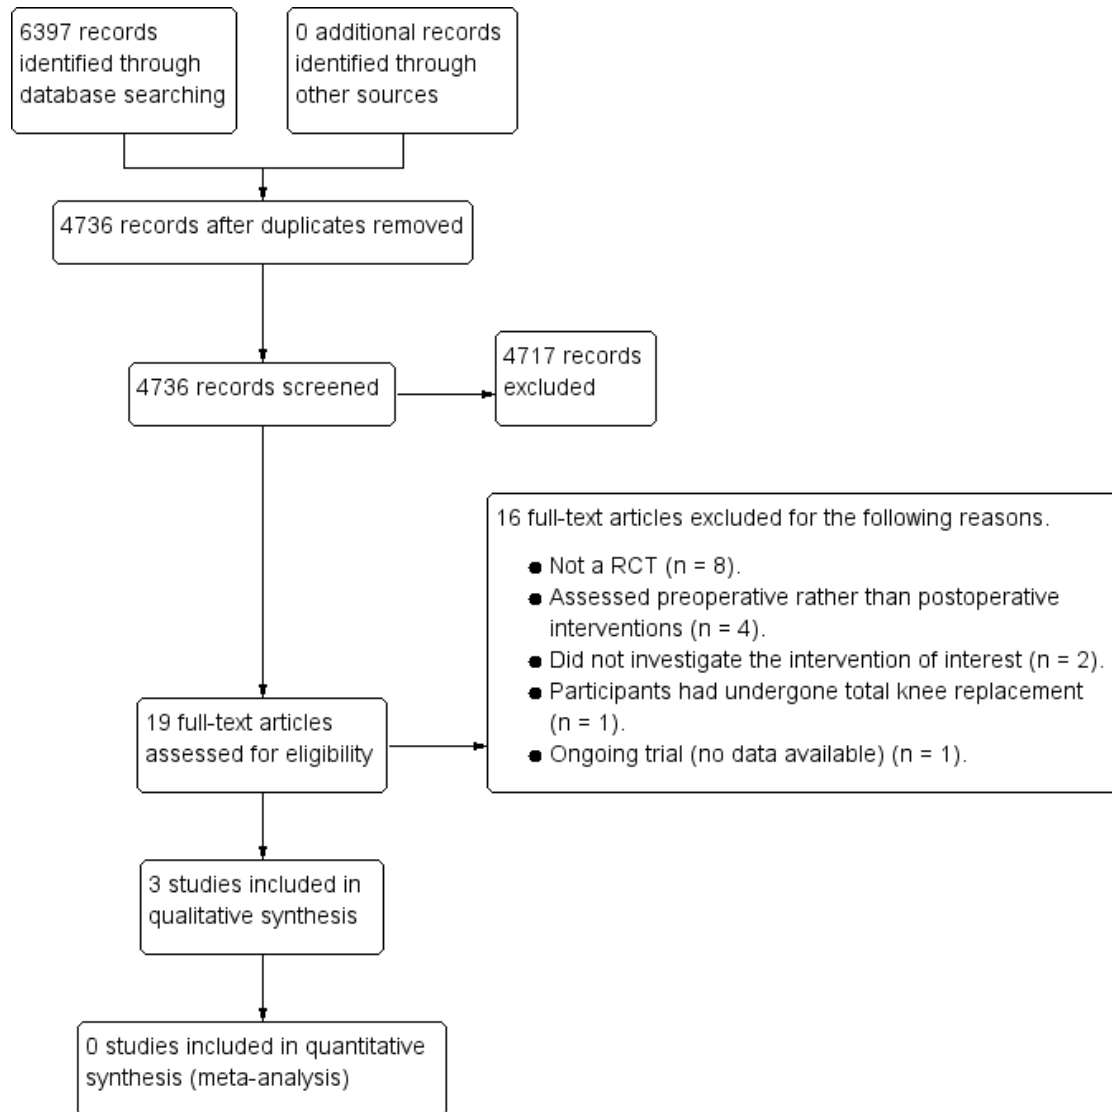 6397 records
identified through
database searching
0 additional records
identified through
other sources
4736 records after duplicates removed
4736 records screened
4717 records
excluded
16 full-text articles excluded for the following reasons.
● Not a RCT (n = 8).
● Assessed preoperative rather than postoperative
interventions (n = 4).
● Did not investigate the intervention of interest (n = 2).
● Participants had undergone total knee replacement
(n = 1).
● Ongoing trial (no data available) (n = 1).
19 full-text articles
assessed for eligibility
3 studies included in
qualitative synthesis
0 studies included in quantitative
synthesis (meta-analysis)